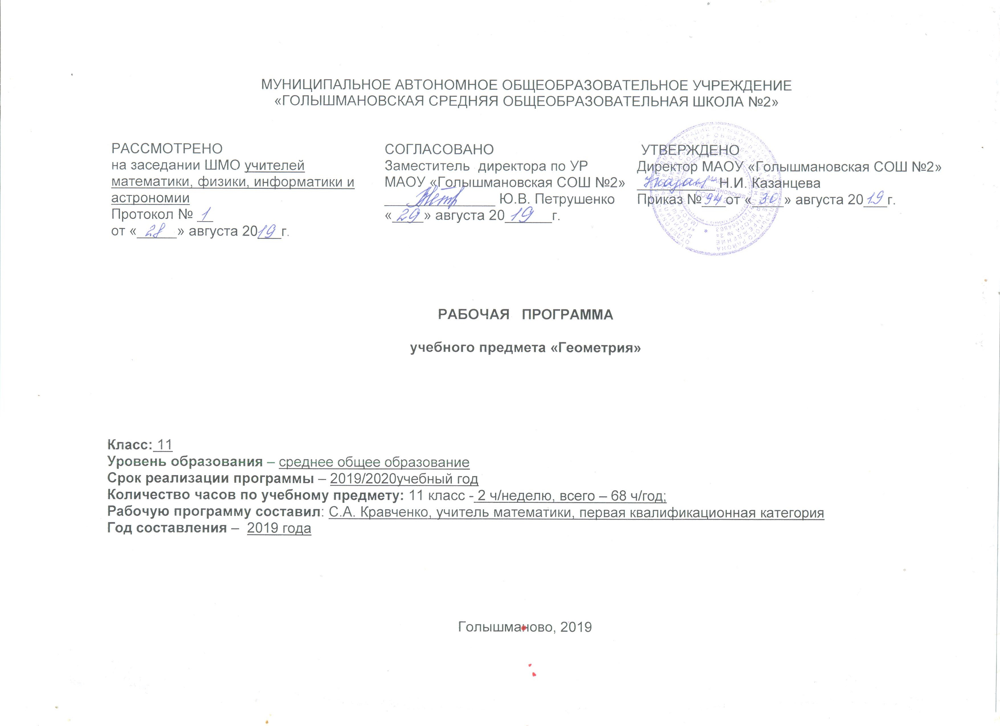 МУНИЦИПАЛЬНОЕ АВТОНОМНОЕ ОБЩЕОБРАЗОВАТЕЛЬНОЕ УЧРЕЖДЕНИЕ
«ГОЛЫШМАНОВСКАЯ СРЕДНЯЯ ОБЩЕОБРАЗОВАТЕЛЬНАЯ ШКОЛА №2»
РАССМОТРЕНО
на заседании ШМО учителей
математики, физики, информатики и
астрономии
Протокол № 1
от «28» августа 2019 г.
СОГЛАСОВАНО
Заместитель директора по УР
МАОУ «Голышмановская СОШ №2»
Ю.В. Петрушенко
«29» августа 2019 г.
УТВЕРЖДЕНО
Директор МАОУ «Голышмановская СОШ №2»
Н.И. Казанцева
Приказ №94 от «30» августа 2019 г.
РАБОЧАЯ ПРОГРАММА
учебного предмета «Геометрия»
Класс: 11
Уровень образования – среднее общее образование
Срок реализации программы – 2019/2020учебный год
Количество часов по учебному предмету: 11 класс - 2 ч/неделю, всего – 68 ч/год;
Рабочую программу составил: С.А. Кравченко, учитель математики, первая квалификационная категория
Год составления – 2019 года
Голышманово, 2019